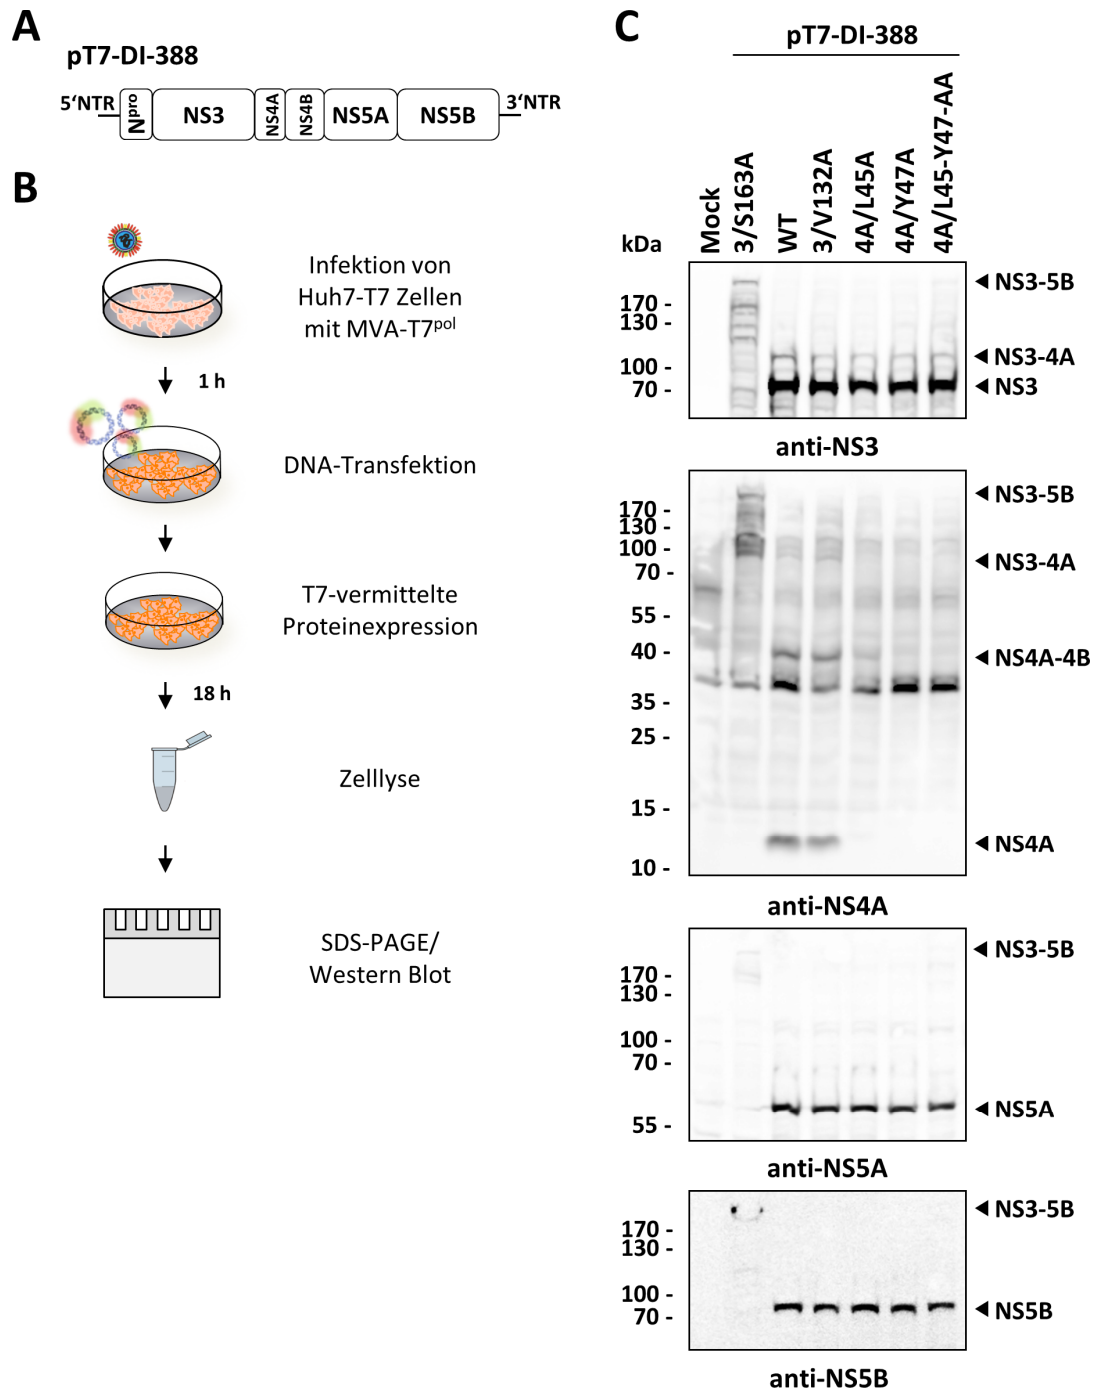 A
pT7-DI-388
5‘NTR
Npro
NS3
NS4A
NS4B
NS5A
NS5B
3‘NTR
B
Infektion von
Huh7-T7 Zellen
mit MVA-T7pol
1 h
DNA-Transfektion
T7-vermittelte
Proteinexpression
18 h
Zelllyse
SDS-PAGE/
Western Blot
C
pT7-DI-388
Mock
3/S163A
WT
3/V132A
4A/L45A
4A/Y47A
4A/L45-Y47-AA
kDa
170 -
130 -
100 -
70 -
NS3-5B
NS3-4A
NS3
anti-NS3
170 -
130 -
100 -
70 -
55 -
40 -
35 -
25 -
15 -
10 -
NS3-5B
NS3-4A
NS4A-4B
NS4A
anti-NS4A
170 -
130 -
100 -
70 -
55 -
NS3-5B
NS5A
anti-NS5A
170 -
130 -
100 -
70 -
NS3-5B
NS5B
anti-NS5B